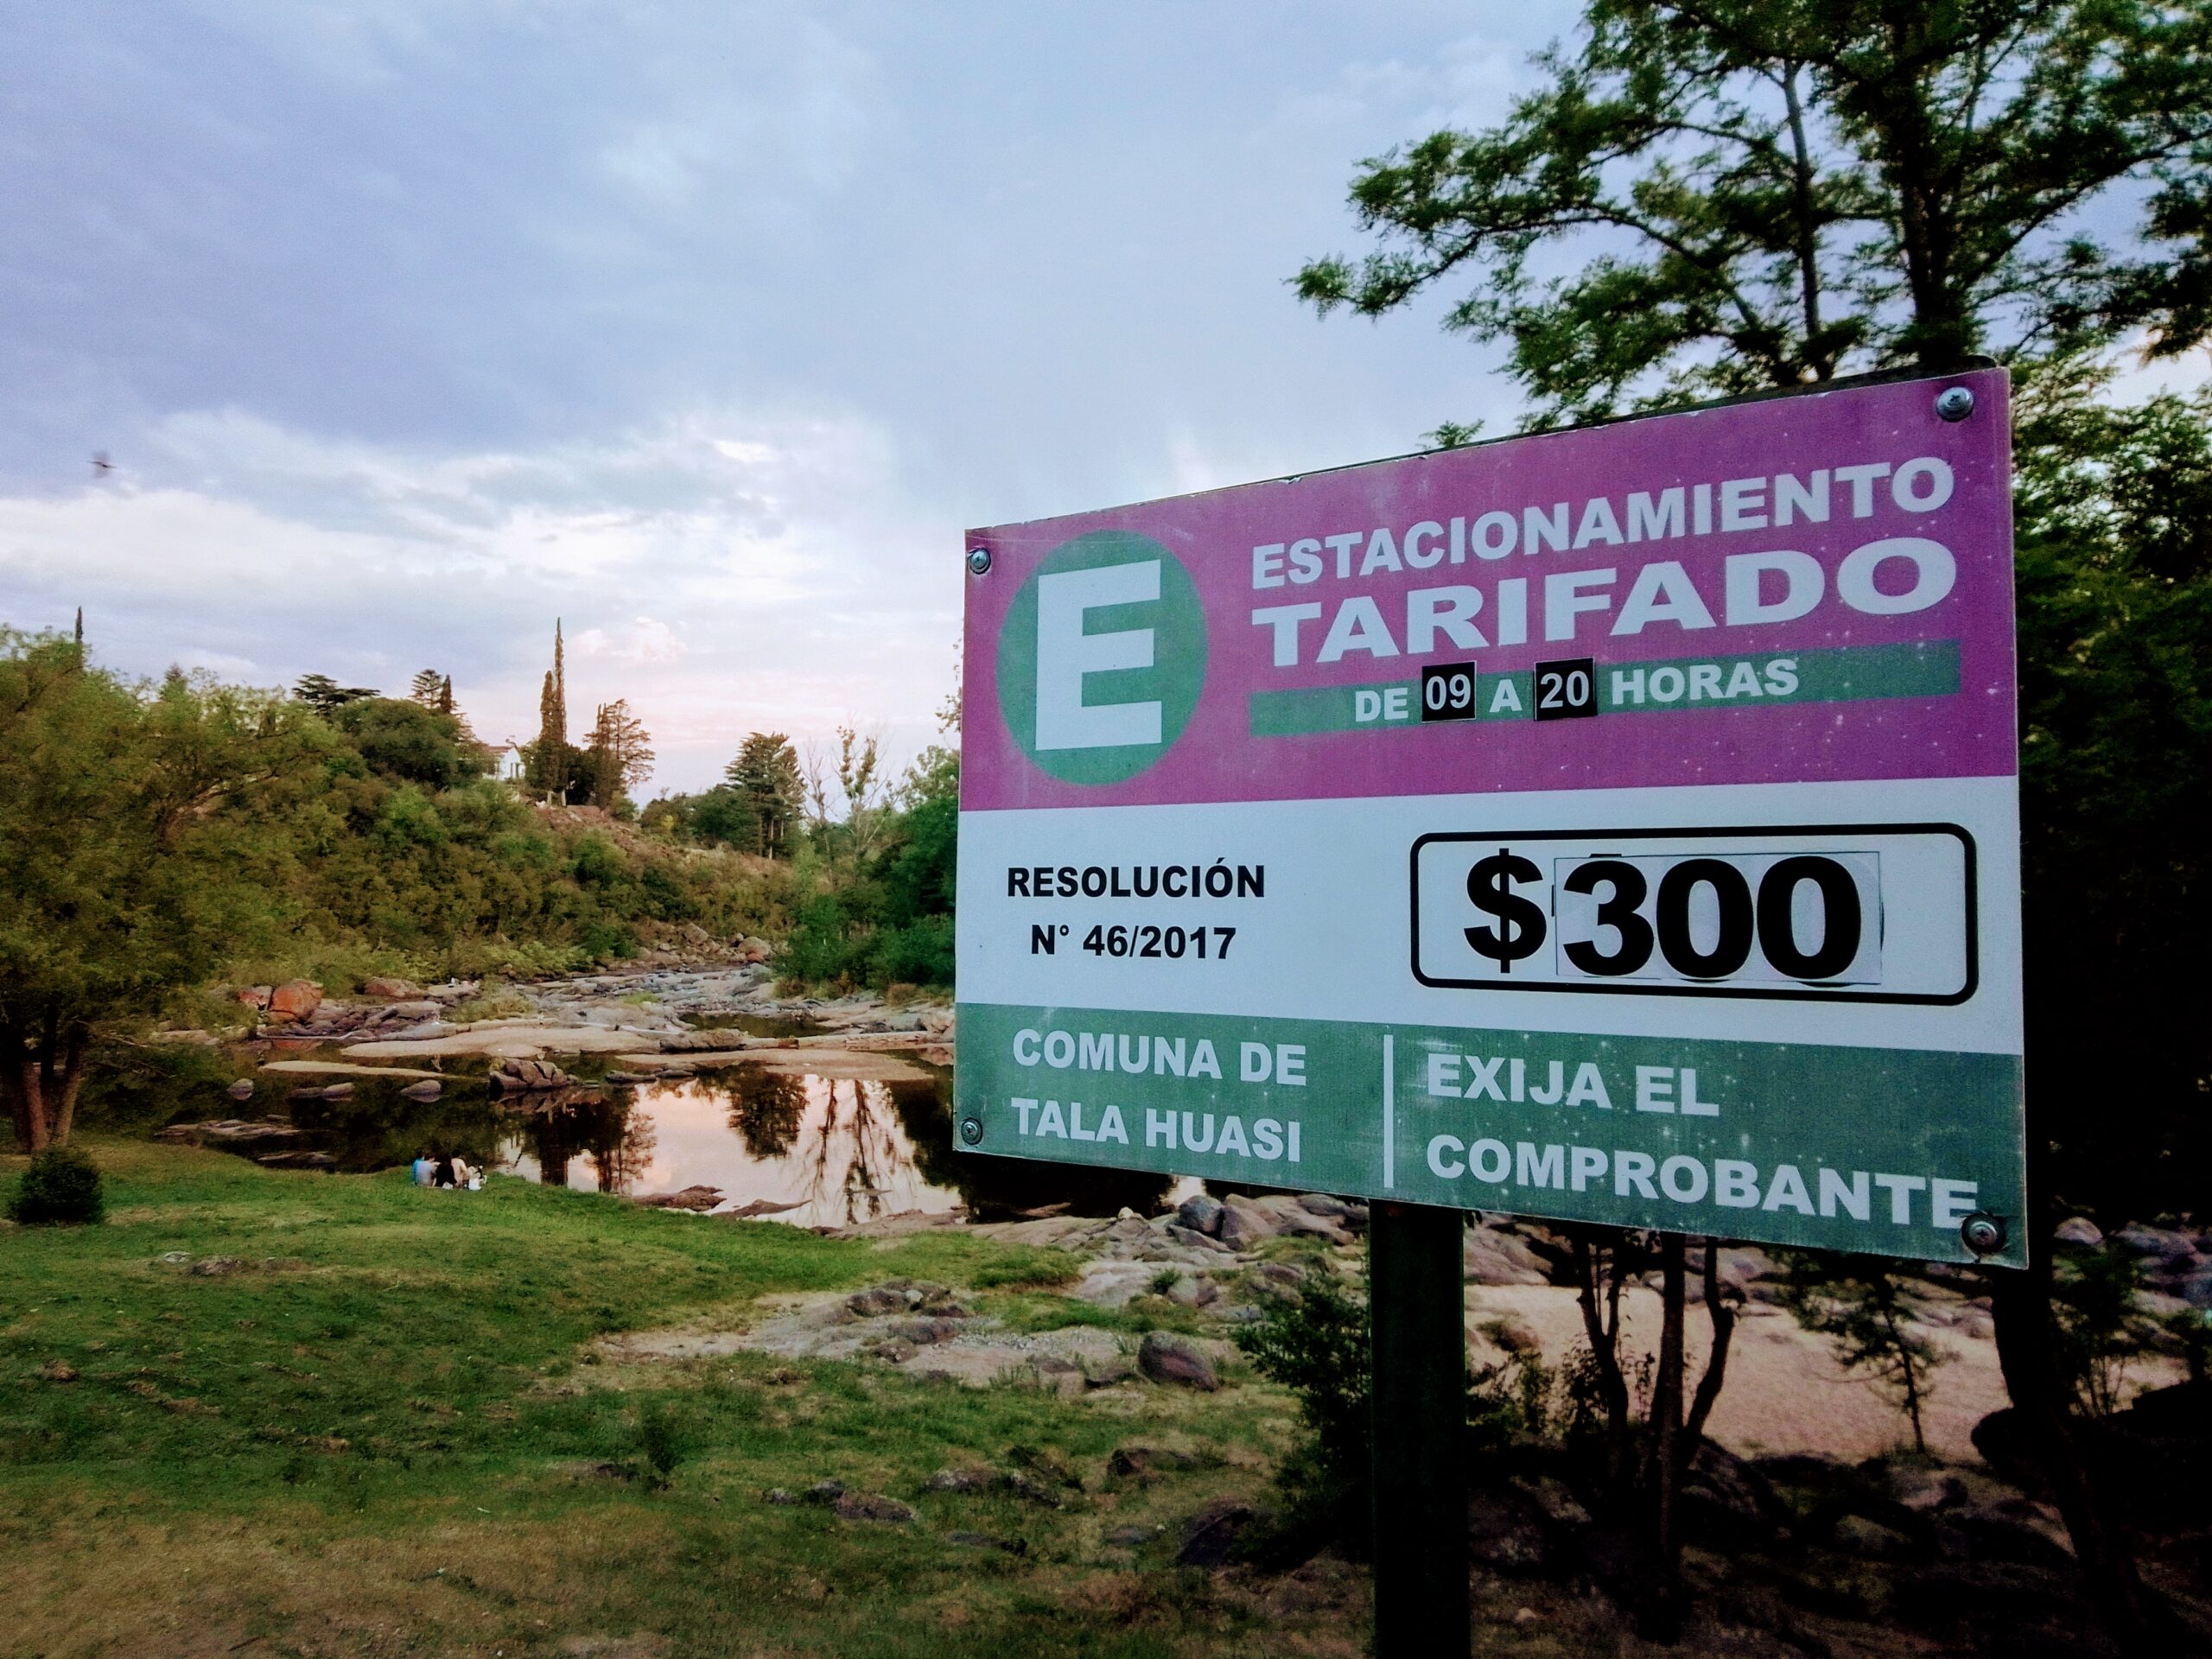 E
ESTACIONAMIENTO
TARIFADO
DE 09 A 20 HORAS
RESOLUCIÓN
N° 46/2017
$300
COMUNA DE
TALA HUASI
EXIJA EL
COMPROBANTE